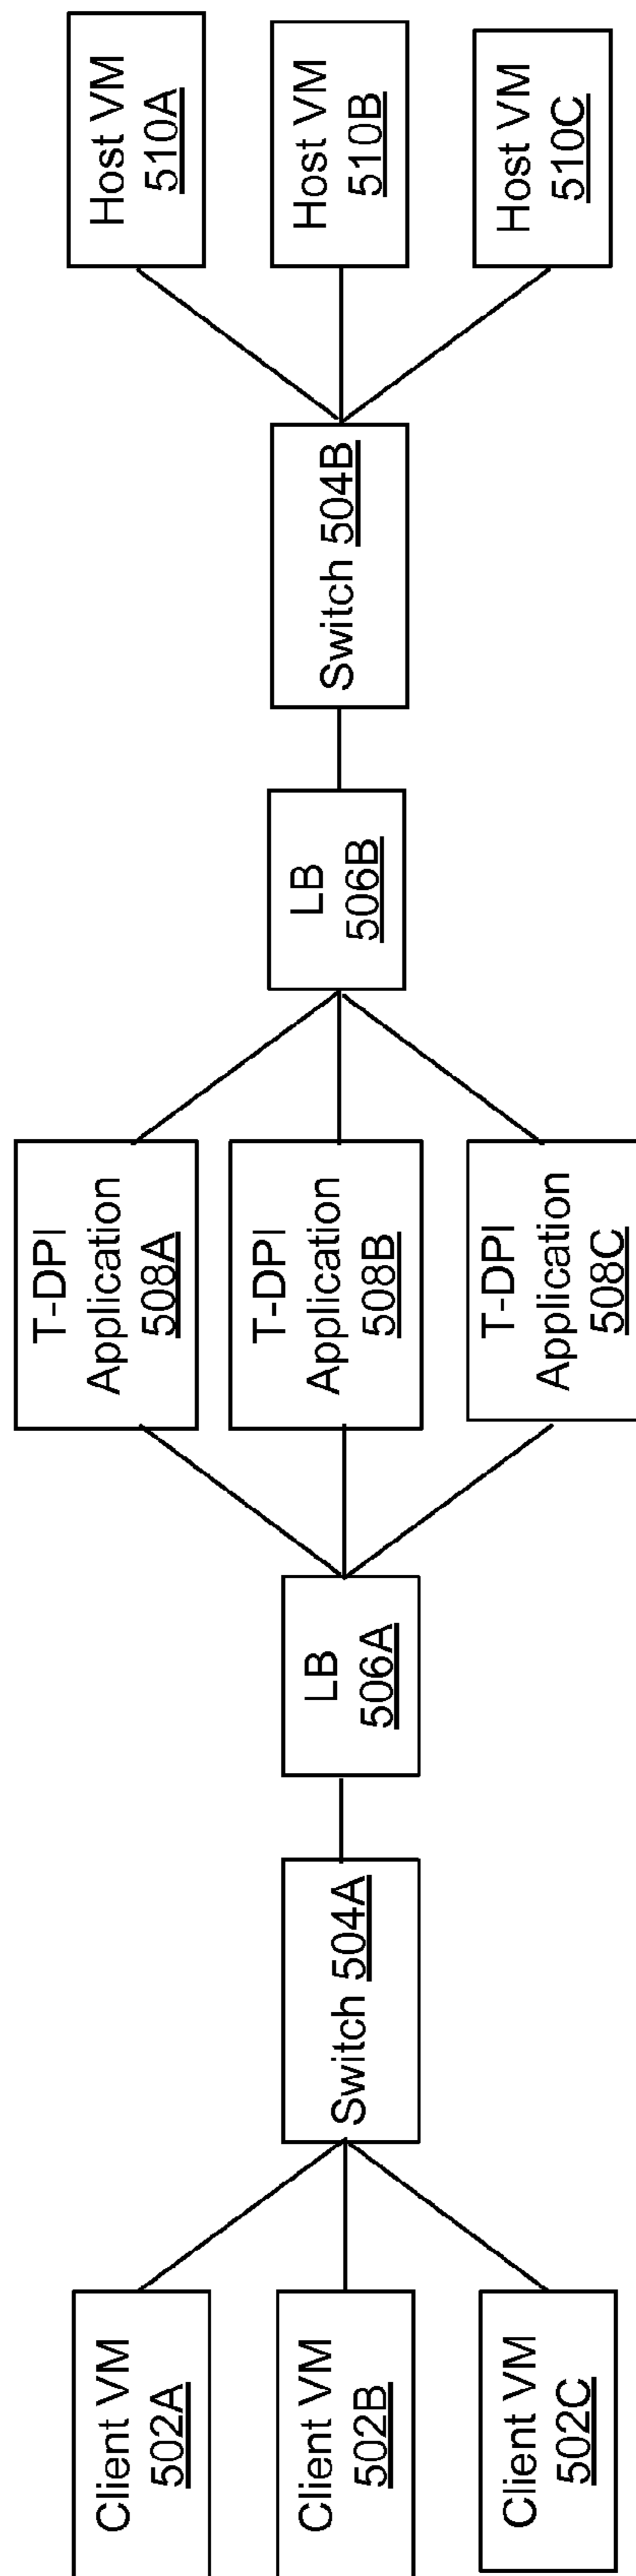 Client VM
502A
Client VM
502B
Client VM
502C
Switch 504A
LB
506A
T-DPI
Application
508A
T-DPI
Application
508B
T-DPI
Application
508C
LB
506B
Switch 504B
Host VM
510A
Host VM
510B
Host VM
510C